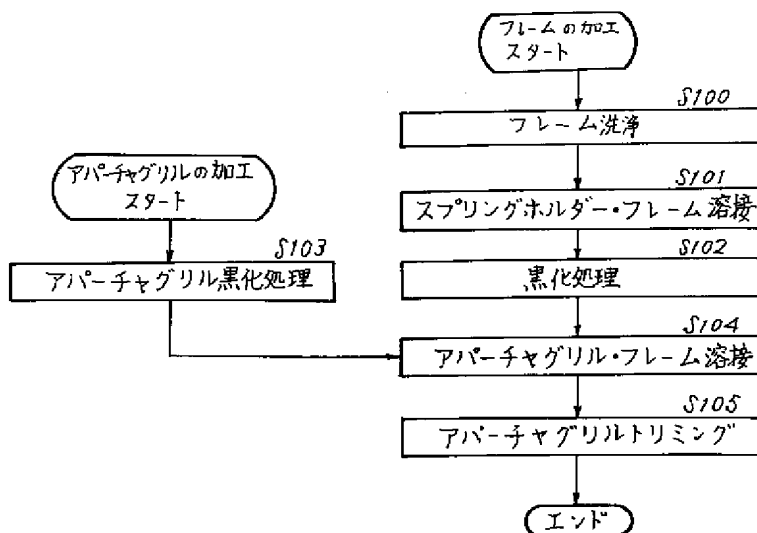 フレームの加工
スタート
S100
フレーム洗浄
S101
スプリングホルダー・フレーム溶接
S102
黒化処理
アパーチャグリルの加工
スタート
S103
アパーチャグリル黒化処理
S104
アパーチャグリル・フレーム溶接
S105
アパーチャグリルトリミング
エンド